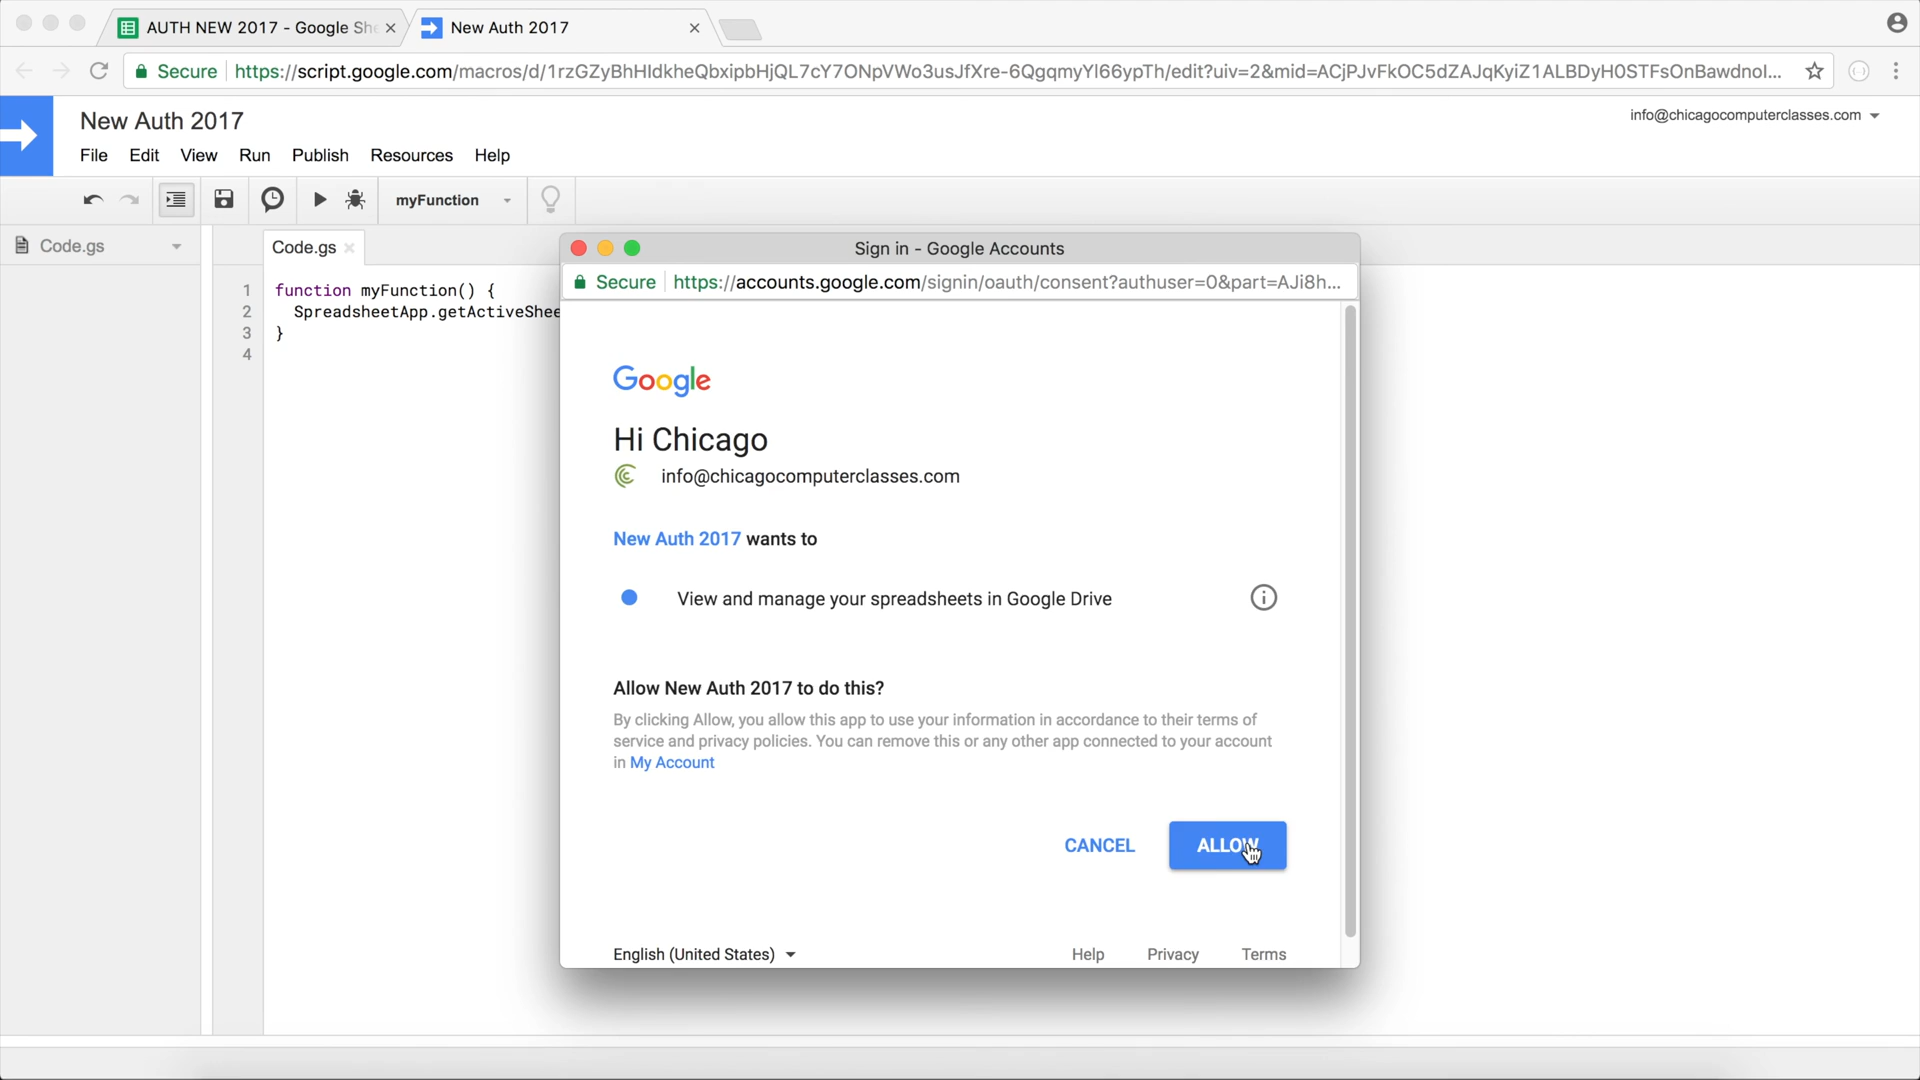 AUTH NEW 2017 - Google She
New Auth 2017
Secure https://script.google.com/macros/d/1rzGZyBhHIdkheQbxipbHjQL7cY7ONpVWo3usJfXre-6QgqmyYl66ypTh/edit?uiv=2&mid=ACjPJvFkOC5dZAJqKyiZ1ALBDyH0STFsOnBawdnol...
New Auth 2017
info@chicagocomputerclasses.com
File Edit View Run Publish Resources Help
myFunction
Code.gs
Code.gs
1 function myFunction() {
2 SpreadsheetApp.getActiveShee
3 }
4
Sign in - Google Accounts
Secure https://accounts.google.com/signin/oauth/consent?authuser=0&part=AJi8h...
Google
Hi Chicago
info@chicagocomputerclasses.com
New Auth 2017 wants to
View and manage your spreadsheets in Google Drive
Allow New Auth 2017 to do this?
By clicking Allow, you allow this app to use your information in accordance to their terms of
service and privacy policies. You can remove this or any other app connected to your account
in My Account
CANCEL ALLOW
English (United States) Help Privacy Terms